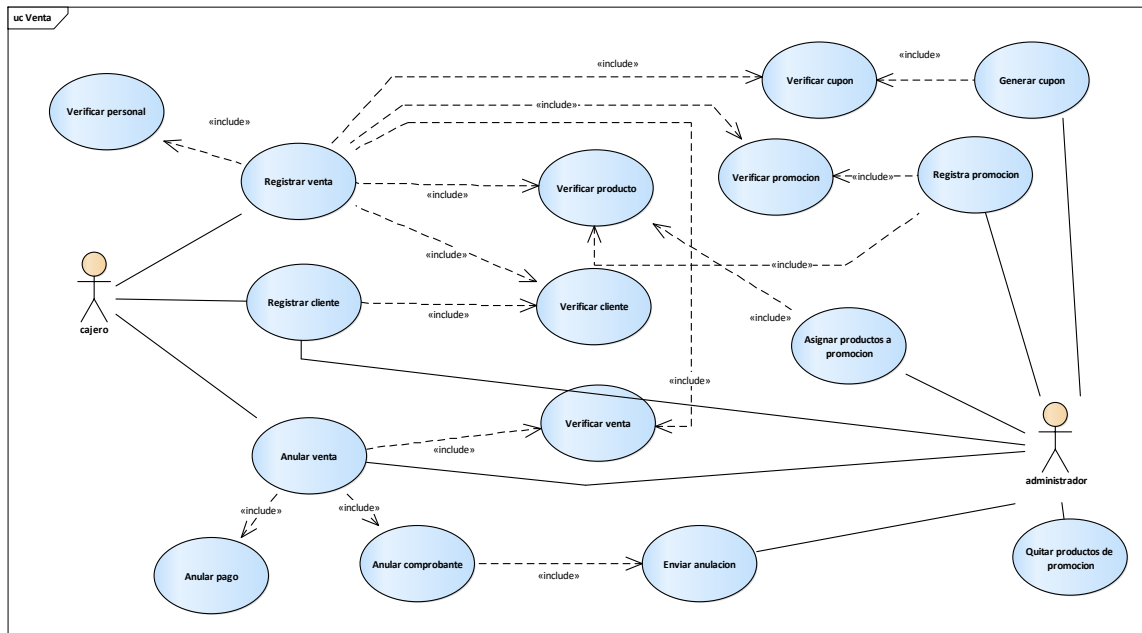 uc Venta
Verificar personal
«include»
Registrar venta
«include»
Verificar cupon
«include»
Generar cupon
«include»
Verificar promocion
«include»
Registra promocion
«include»
Verificar producto
«include»
«include»
cajero
Registrar cliente
«include»
Verificar cliente
«include»
Asignar productos a
promocion
«include»
Anular venta
«include»
Verificar venta
administrador
«include»
«include»
Anular pago
Anular comprobante
«include»
Enviar anulacion
Quitar productos de
promocion